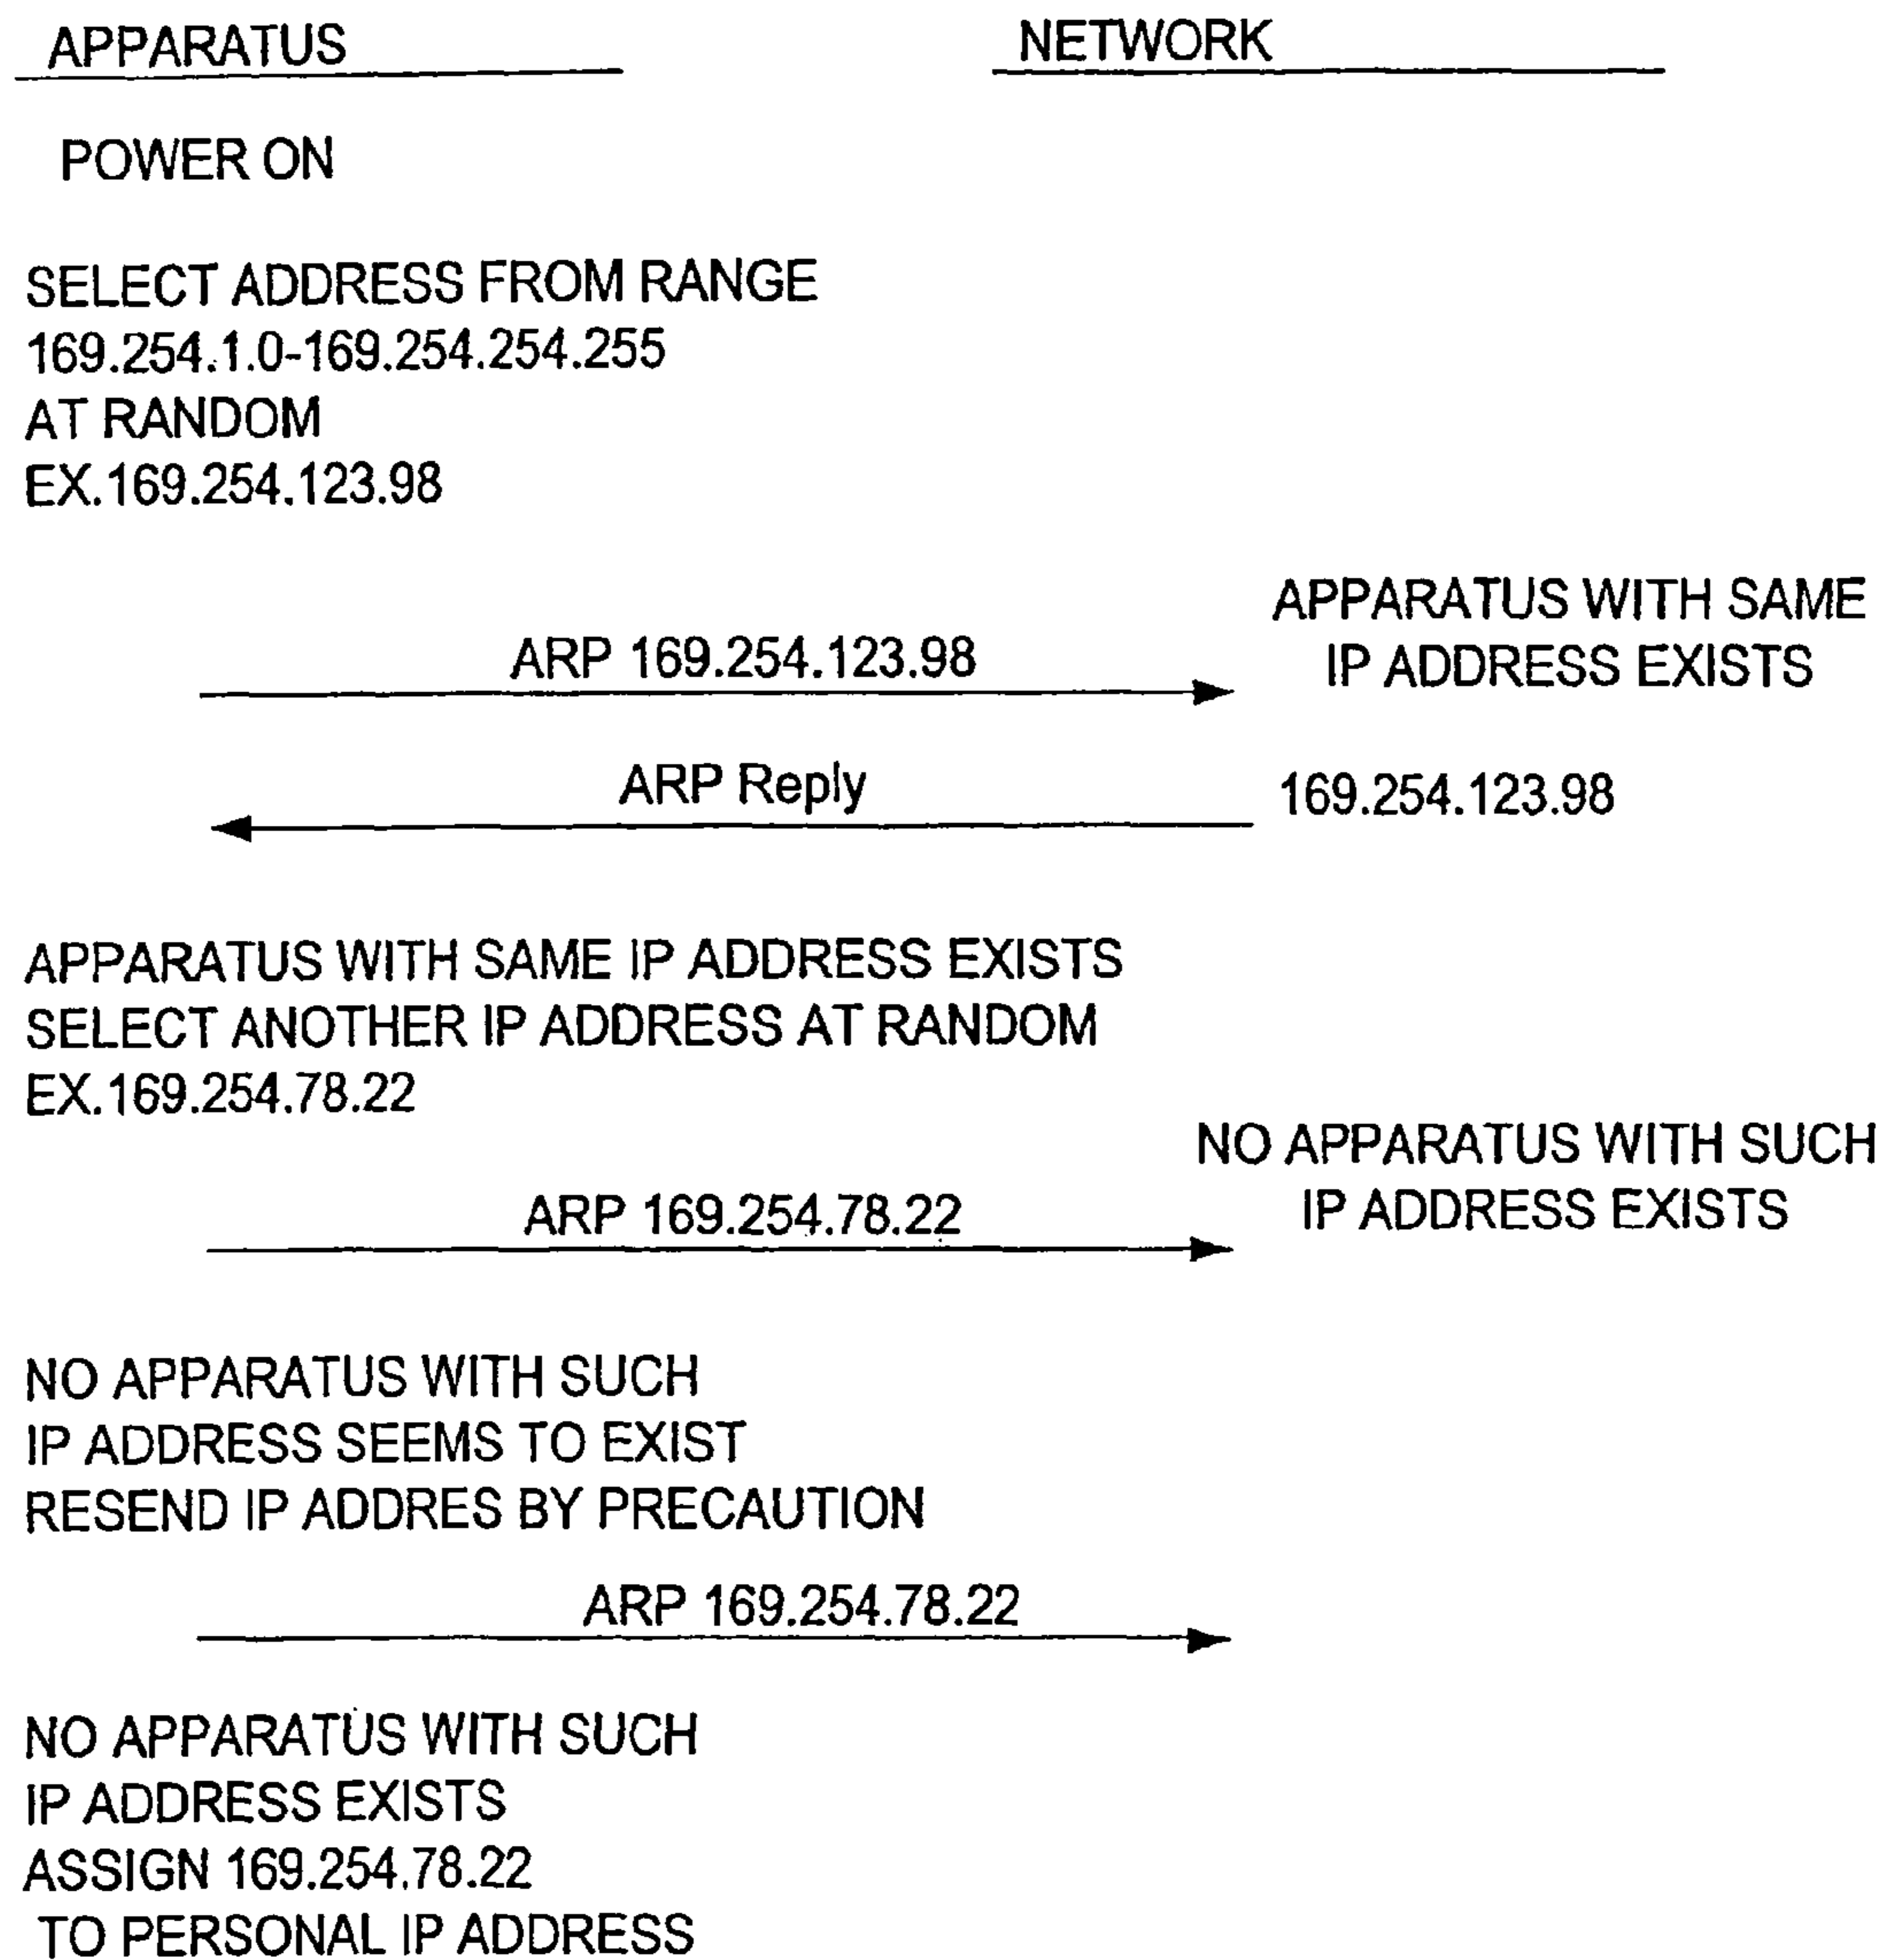 APPARATUS
NETWORK
POWER ON
SELECT ADDRESS FROM RANGE
169.254.1.0-169.254.254.255
AT RANDOM
EX.169.254.123.98
APPARATUS WITH SAME
IP ADDRESS EXISTS
ARP 169.254.123.98
ARP Reply
169.254.123.98
APPARATUS WITH SAME IP ADDRESS EXISTS
SELECT ANOTHER IP ADDRESS AT RANDOM
EX.169.254.78.22
NO APPARATUS WITH SUCH
IP ADDRESS EXISTS
ARP 169.254.78.22
NO APPARATUS WITH SUCH
IP ADDRESS SEEMS TO EXIST
RESEND IP ADDRES BY PRECAUTION
ARP 169.254.78.22
NO APPARATUS WITH SUCH
IP ADDRESS EXISTS
ASSIGN 169.254.78.22
TO PERSONAL IP ADDRESS